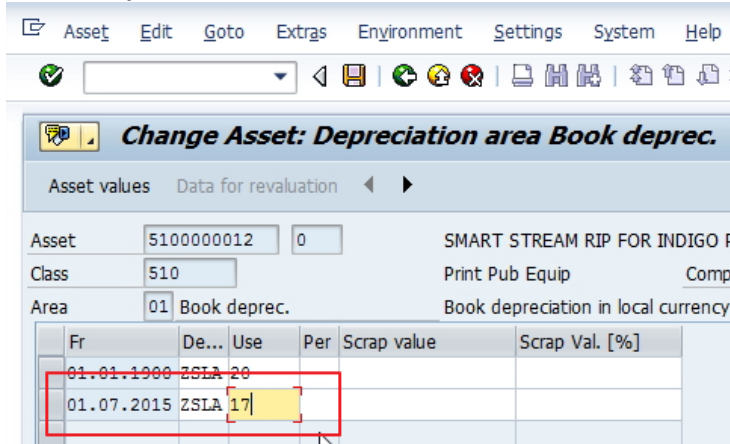 Asset Edit Goto Extras Environment Settings System Help
Change Asset: Depreciation area Book deprec.
Asset values Data for revaluation
Asset 5100000012 0 SMART STREAM RIP FOR INDIGO
Class 510 Print Pub Equip Comp
Area 01 Book deprec. Book depreciation in local currency
Fr De... Use Per Scrap value Scrap Val. [%]
01.01.1900 ZSLA 20
01.07.2015 ZSLA 17